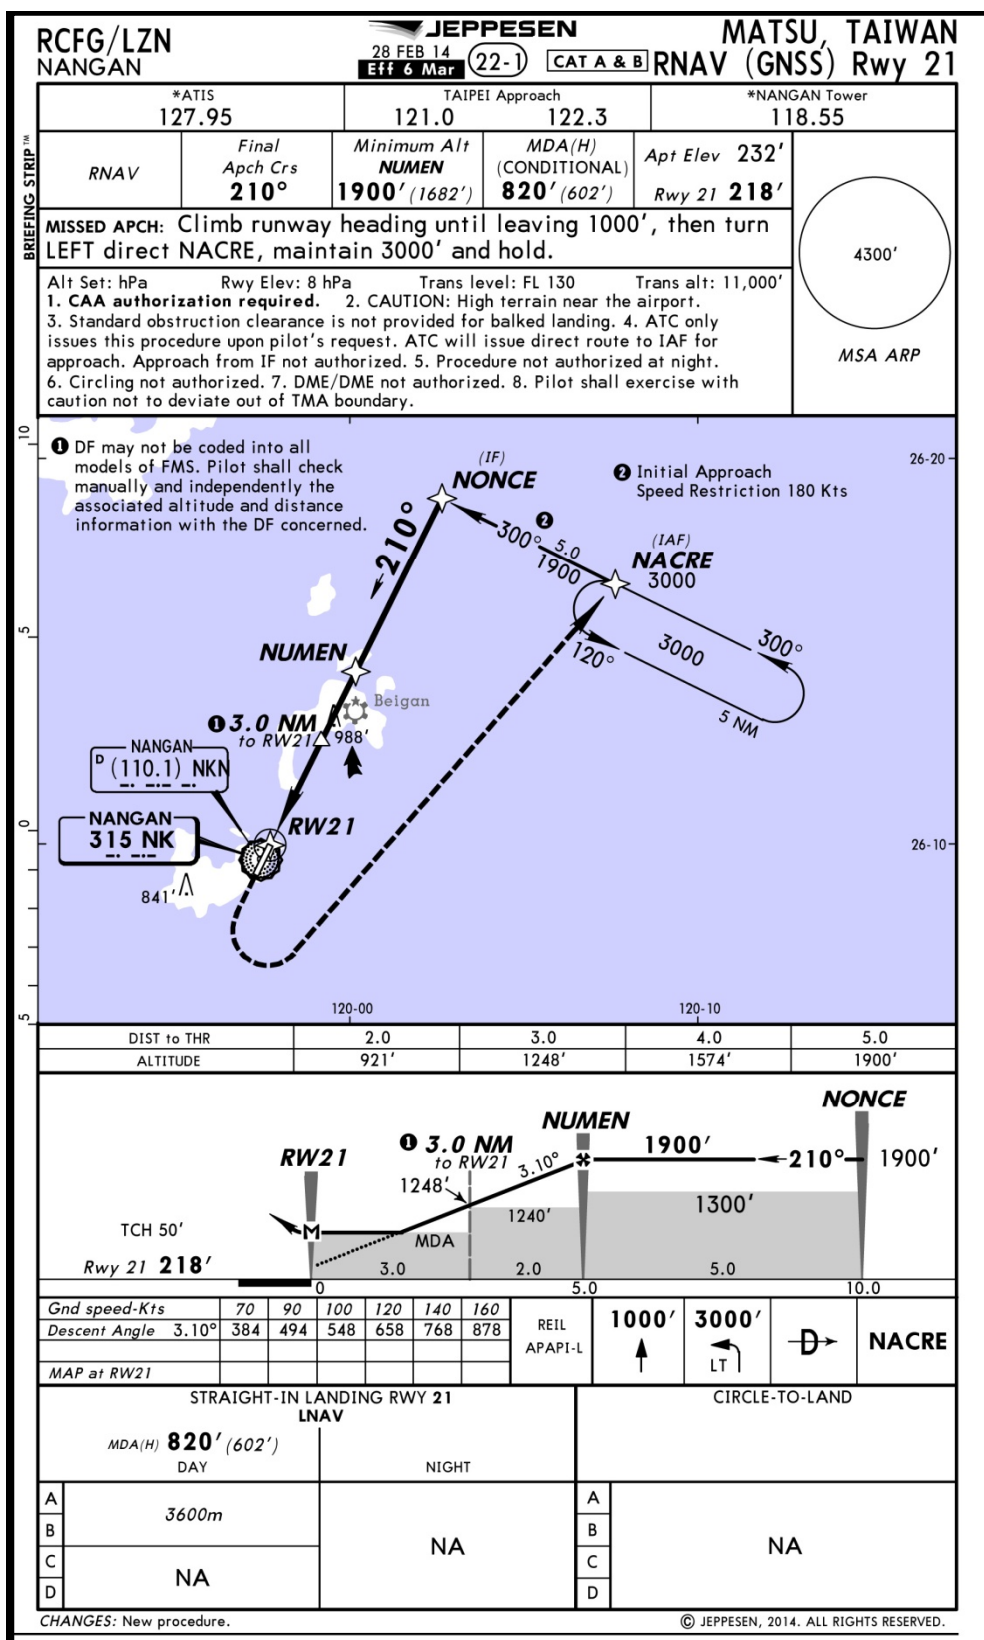 RCFG/LZN
NANGAN
JEPPESEN
28 FEB 14
Eff 6 Mar
22-1
CAT A & B
MATSU, TAIWAN
RNAV (GNSS) Rwy 21
BRIEFING STRIP™
*ATIS
127.95
TAIPEI Approach
121.0 122.3
*NANGAN Tower
118.55
RNAV
Final
Apch Crs
210°
Minimum Alt
NUMEN
1900' (1682')
MDA(H)
(CONDITIONAL)
820' (602')
Apt Elev 232'
Rwy 21 218'
MISSED APCH: Climb runway heading until leaving 1000', then turn
LEFT direct NACRE, maintain 3000' and hold.
4300'
MSA ARP
Alt Set: hPa Rwy Elev: 8 hPa Trans level: FL 130 Trans alt: 11,000'
1. CAA authorization required. 2. CAUTION: High terrain near the airport.
3. Standard obstruction clearance is not provided for balked landing. 4. ATC only
issues this procedure upon pilot's request. ATC will issue direct route to IAF for
approach. Approach from IF not authorized. 5. Procedure not authorized at night.
6. Circling not authorized. 7. DME/DME not authorized. 8. Pilot shall exercise with
caution not to deviate out of TMA boundary.
10
5
0
5
1 DF may not be coded into all
models of FMS. Pilot shall check
manually and independently the
associated altitude and distance
information with the DF concerned.
(IF)
NONCE
2 Initial Approach
Speed Restriction 180 Kts
26-20
210°
2
300° 5.0
1900
(IAF)
NACRE
3000
300°
3000
120°
5 NM
NUMEN
Beigan
1 3.0 NM
to RW21
988'
NANGAN
D (110.1) NKN
NANGAN
315 NK
RW21
26-10
841'
120-00
120-10
DIST to THR 2.0 3.0 4.0 5.0
ALTITUDE 921' 1248' 1574' 1900'
NONCE
NUMEN
RW21
1 3.0 NM
to RW21
3.10°
1900'
210°
1900'
1248'
1240'
1300'
TCH 50'
MDA
Rwy 21 218'
3.0 2.0 5.0
0 5.0 10.0
Gnd speed-Kts 70 90 100 120 140 160
Descent Angle 3.10° 384 494 548 658 768 878
MAP at RW21
REIL
APAPI-L
1000'
3000'
LT
D
NACRE
STRAIGHT-IN LANDING RWY 21
LNAV
MDA(H) 820' (602')
DAY
NIGHT
CIRCLE-TO-LAND
A
B
C
D
3600m
NA
NA
A
B
C
D
NA
CHANGES: New procedure.
© JEPPESEN, 2014. ALL RIGHTS RESERVED.